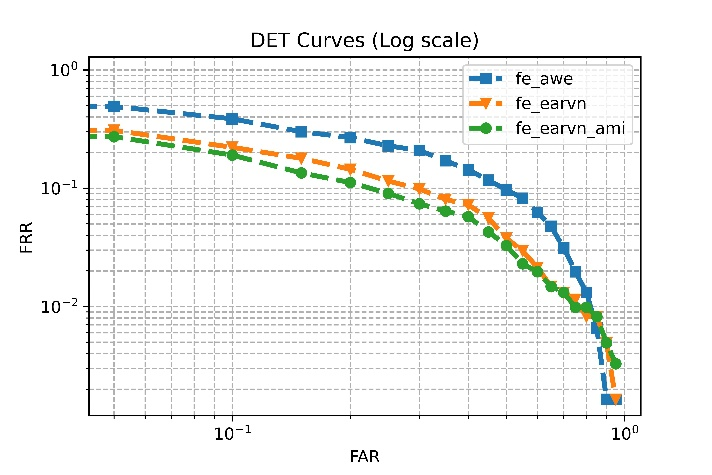 DET Curves (Log scale)
fe_awe
fe_earvn
fe_earvn_ami
FRR
10⁰
10⁻¹
10⁻²
10⁻¹
10⁰
FAR